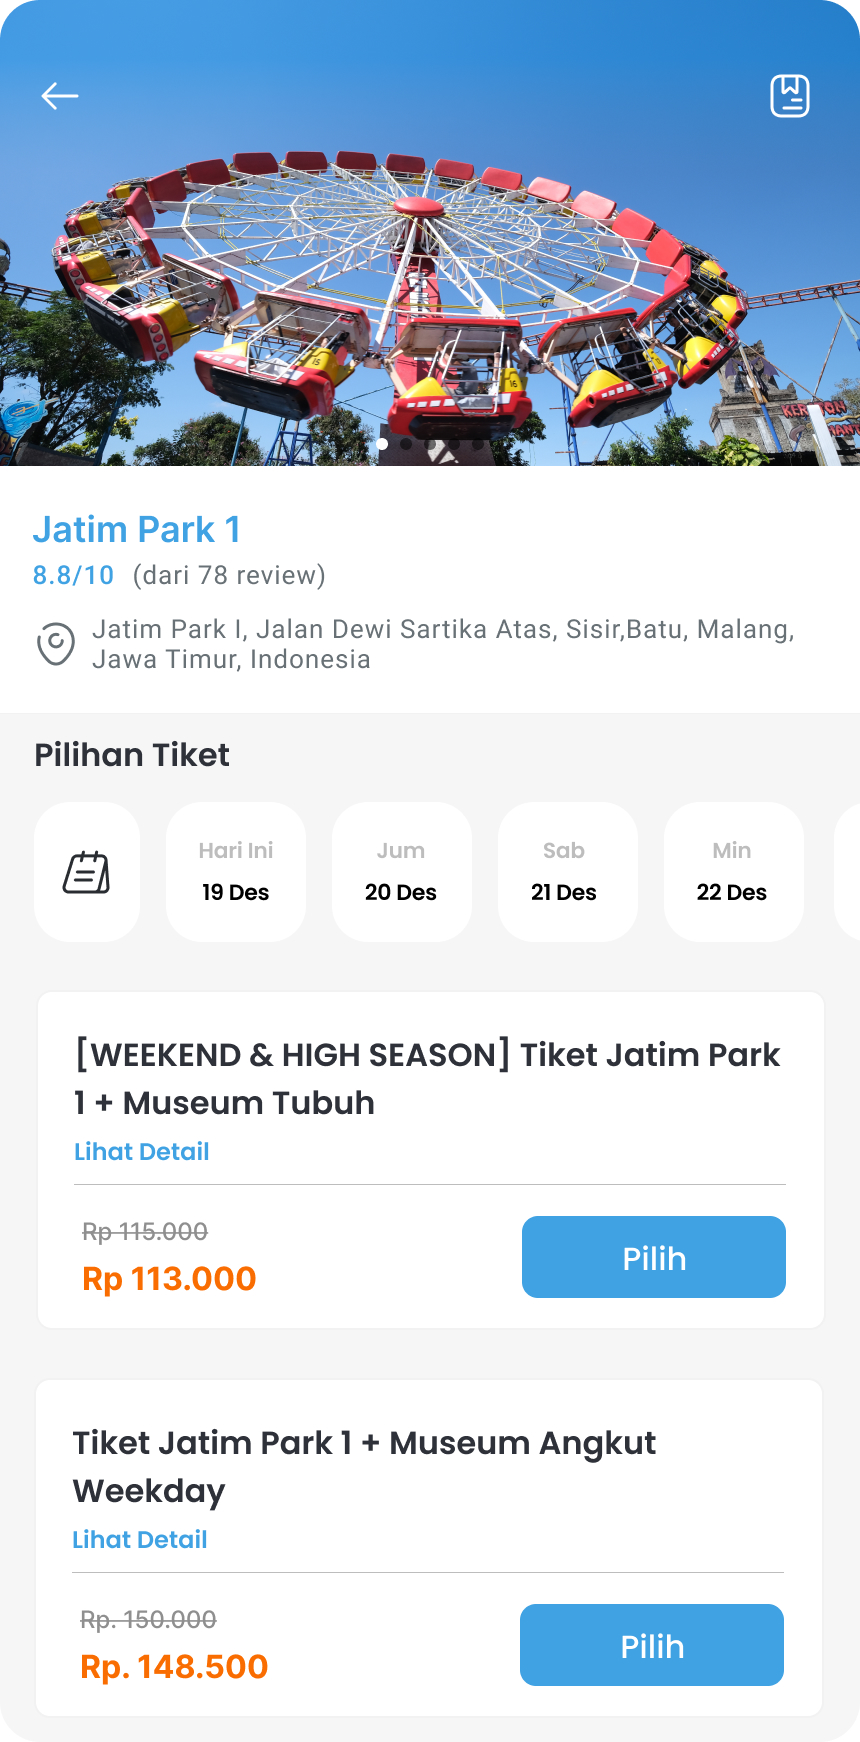 15
16
KERATON
Jatim Park 1
8.8/10 (dari 78 review)
Jatim Park I, Jalan Dewi Sartika Atas, Sisir,Batu, Malang,
Jawa Timur, Indonesia
Pilihan Tiket
Hari Ini
19 Des
Jum
20 Des
Sab
21 Des
Min
22 Des
[WEEKEND & HIGH SEASON] Tiket Jatim Park
1 + Museum Tubuh
Lihat Detail
Rp 115.000
Rp 113.000
Pilih
Tiket Jatim Park 1 + Museum Angkut
Weekday
Lihat Detail
Rp. 150.000
Rp. 148.500
Pilih